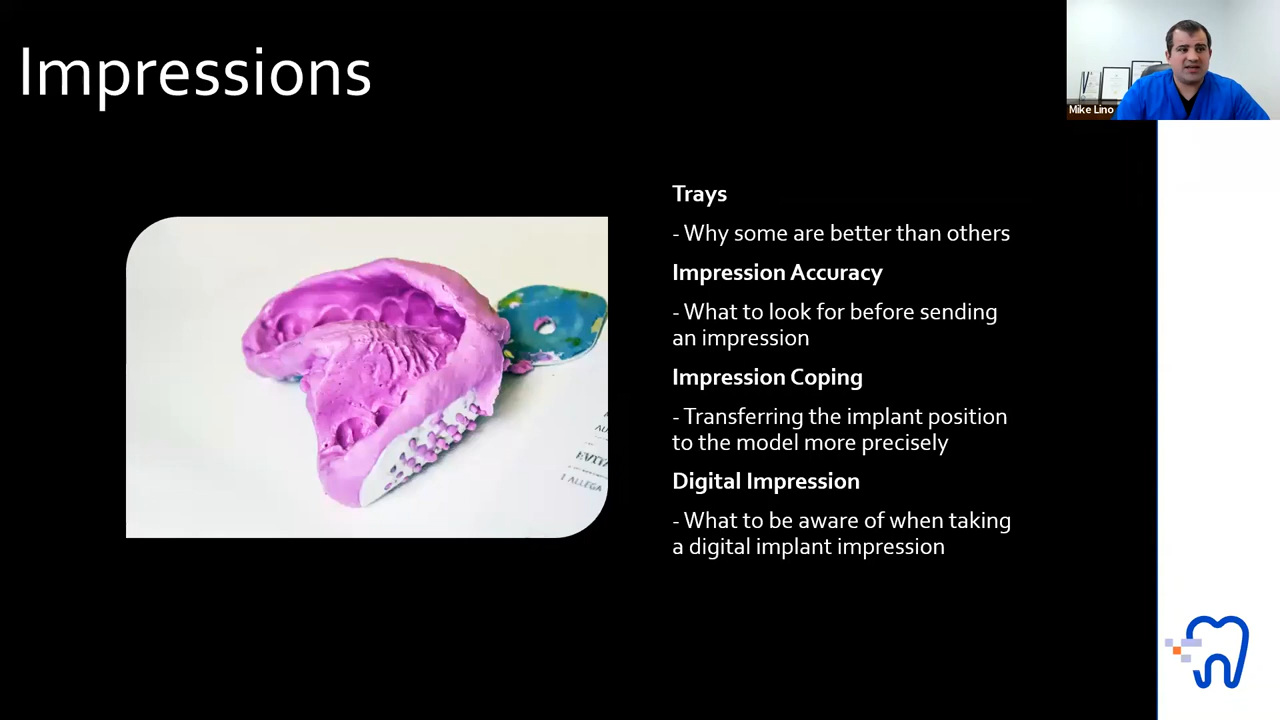 Impressions
Mike Lino
Trays
- Why some are better than others
Impression Accuracy
- What to look for before sending
an impression
Impression Coping
- Transferring the implant position
to the model more precisely
Digital Impression
- What to be aware of when taking
a digital implant impression
I ALLEGA